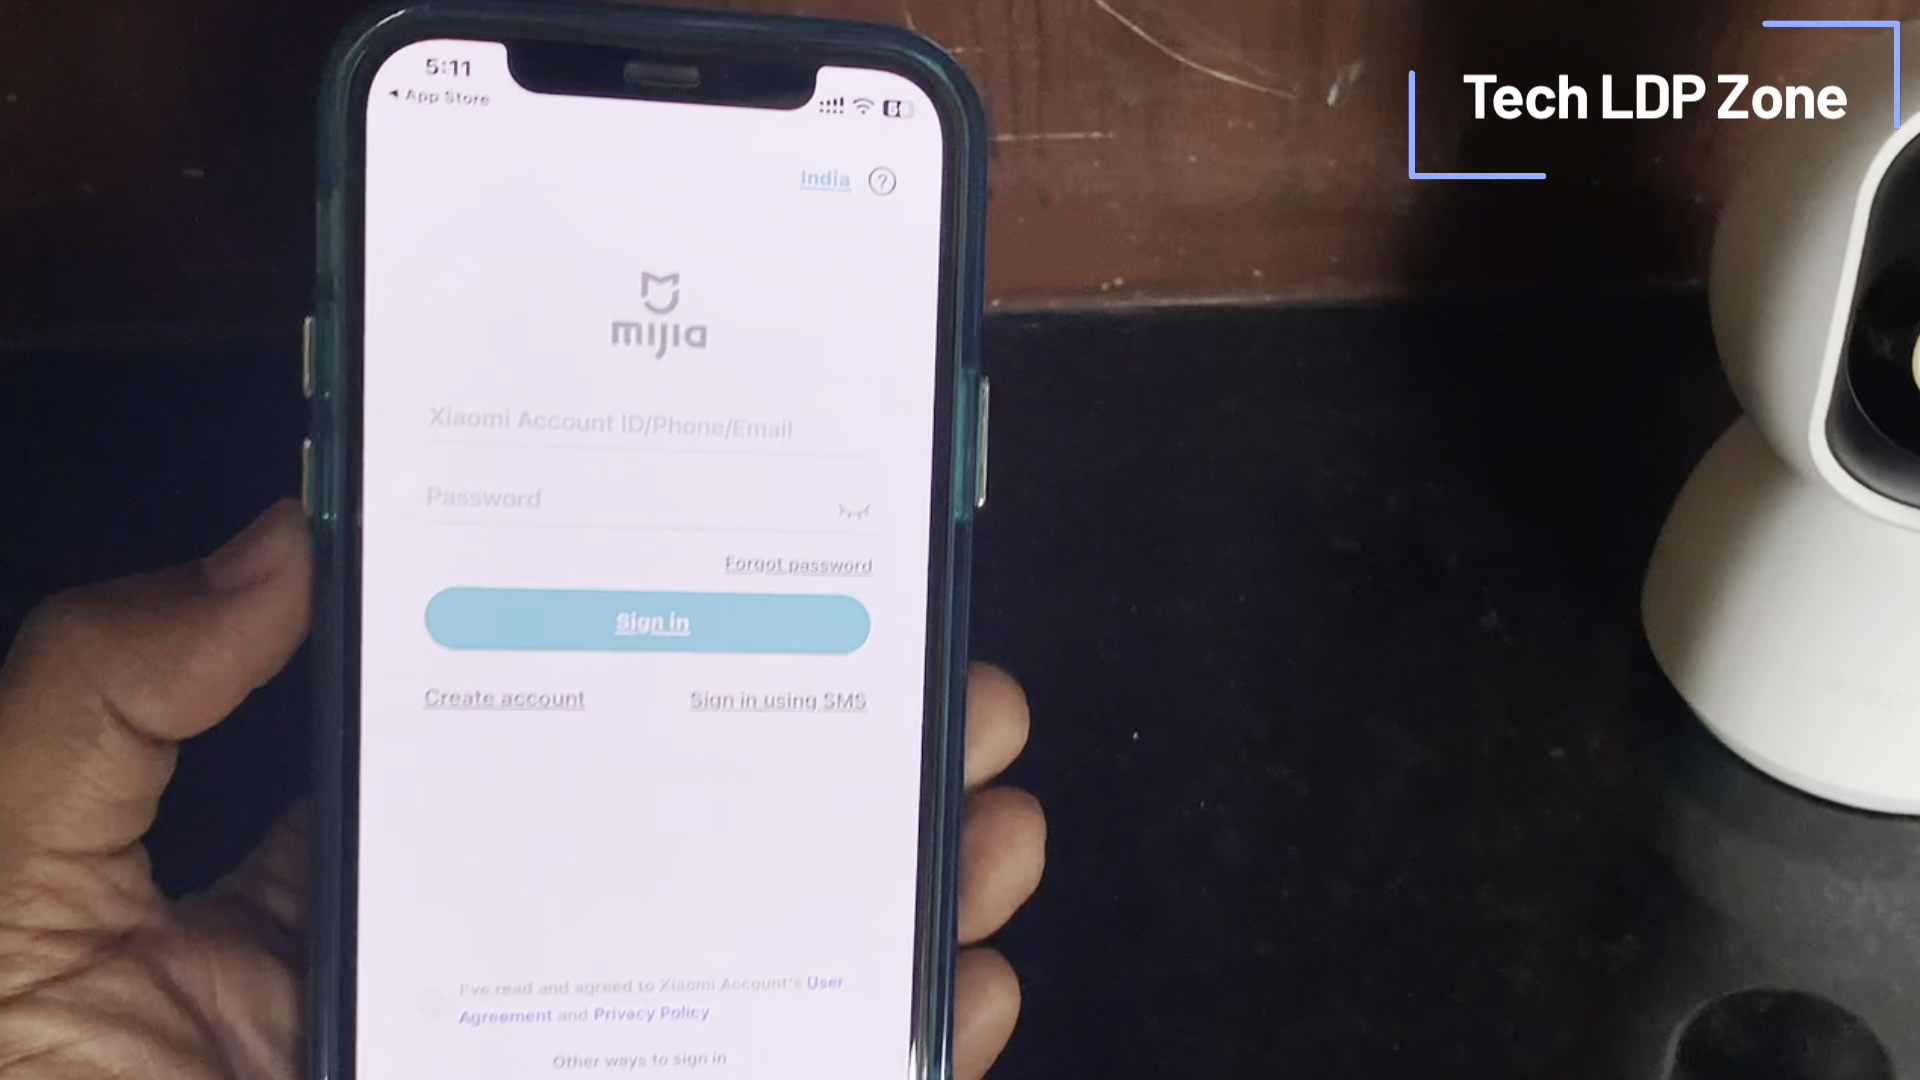 5:11
App Store
Tech LDP Zone
India ?
mijia
Xiaomi Account ID/Phone/Email
Password
Forgot password
Sign in
Create account Sign in using SMS
I've read and agreed to Xiaomi Account's User
Agreement and Privacy Policy.
Other ways to sign in